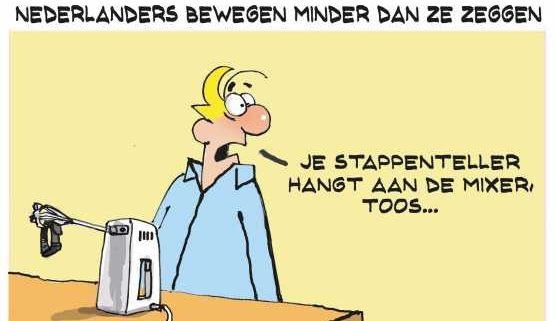 NEDERLANDERS BEWEGEN MINDER DAN ZE ZEGGEN
JE STAPPENTELLER
HANGT AAN DE MIXER,
TOOS...